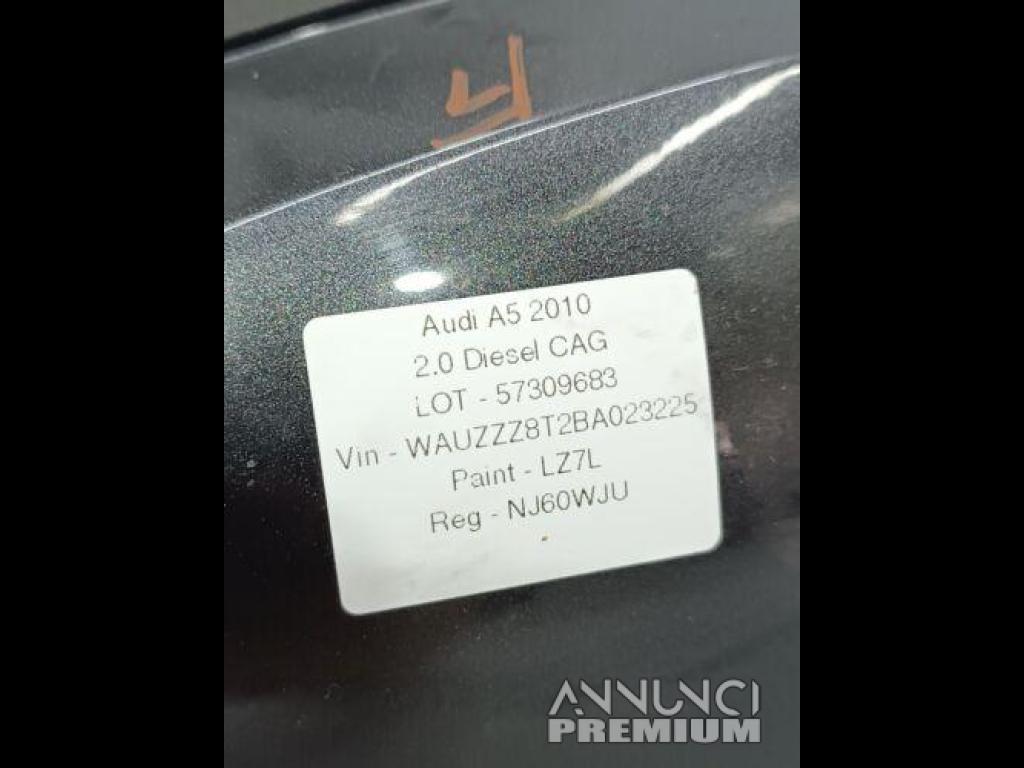 Audi A5 2010
2.0 Diesel CAG
LOT - 57309683
Vin - WAUZZZ8T2BA023225
Paint - LZ7L
Reg - NJ60WJU
ANNUNCI
PREMIUM